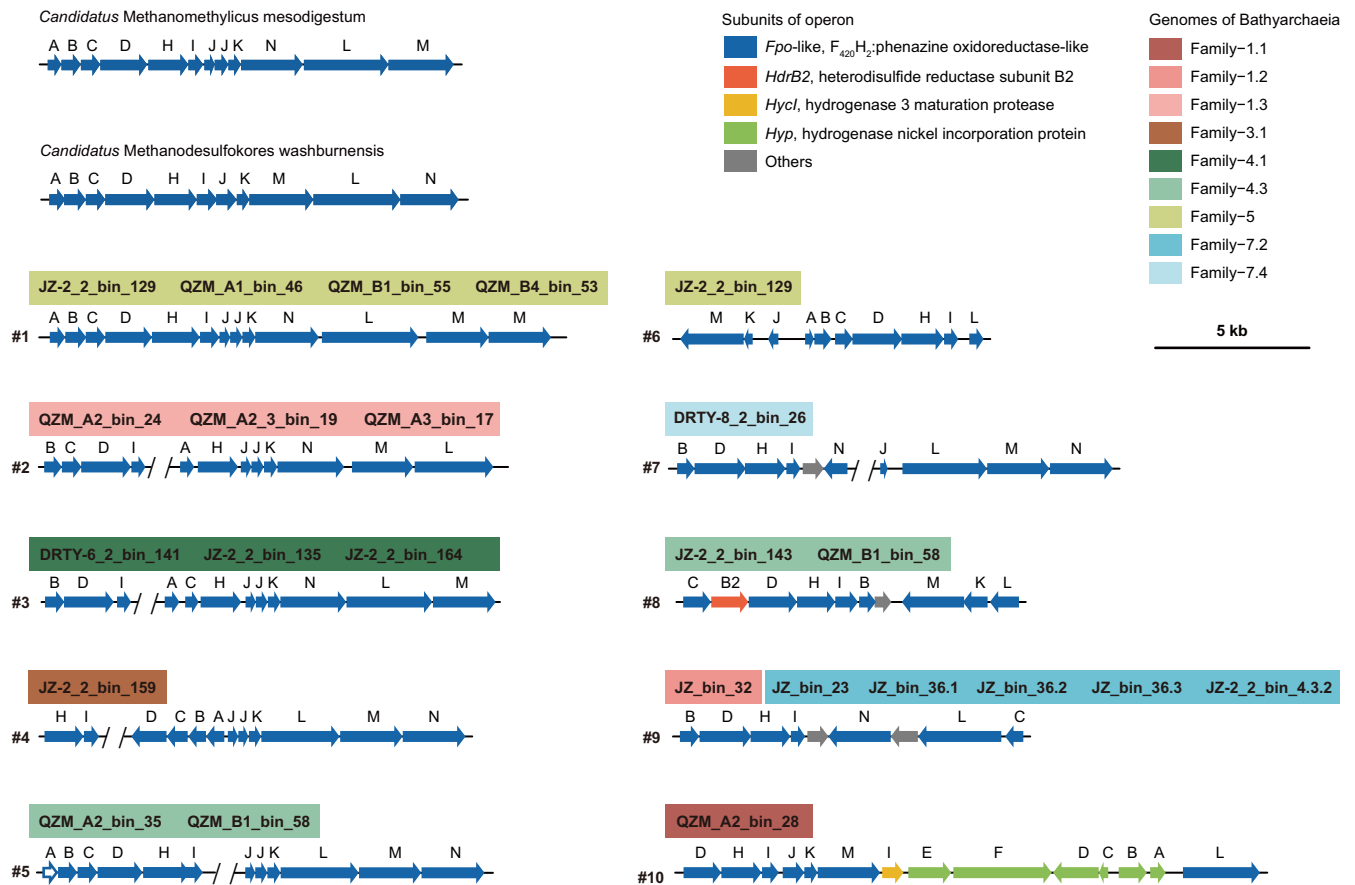 Candidatus Methanomethylicus mesodigestum
A B C D H I J J K N L M
Candidatus Methanodesulfokores washburnensis
A B C D H I J J K M L N
Subunits of operon
Fpo-like, F420H2:phenazine oxidoreductase-like
HdrB2, heterodisulfide reductase subunit B2
HycI, hydrogenase 3 maturation protease
Hyp, hydrogenase nickel incorporation protein
Others
Genomes of Bathyarchaeia
Family-1.1
Family-1.2
Family-1.3
Family-3.1
Family-4.1
Family-4.3
Family-5
Family-7.2
Family-7.4
5 kb
JZ-2_2_bin_129 QZM_A1_bin_46 QZM_B1_bin_55 QZM_B4_bin_53
A B C D H I J J K N L M M
#1
QZM_A2_bin_24 QZM_A2_3_bin_19 QZM_A3_bin_17
B C D I A H J J K N M L
#2
DRTY-6_2_bin_141 JZ-2_2_bin_135 JZ-2_2_bin_164
B D I A C H J J K N L M
#3
JZ-2_2_bin_159
H I D C B A J J K L M N
#4
QZM_A2_bin_35 QZM_B1_bin_58
A B C D H I J J K L M N
#5
JZ-2_2_bin_129
M K J A B C D H I L
#6
DRTY-8_2_bin_26
B D H I N J L M N
#7
JZ-2_2_bin_143 QZM_B1_bin_58
C B2 D H I B M K L
#8
JZ_bin_32 JZ_bin_23 JZ_bin_36.1 JZ_bin_36.2 JZ_bin_36.3 JZ-2_2_bin_4.3.2
B D H I N L C
#9
QZM_A2_bin_28
D H I J K M I E F D C B A L
#10